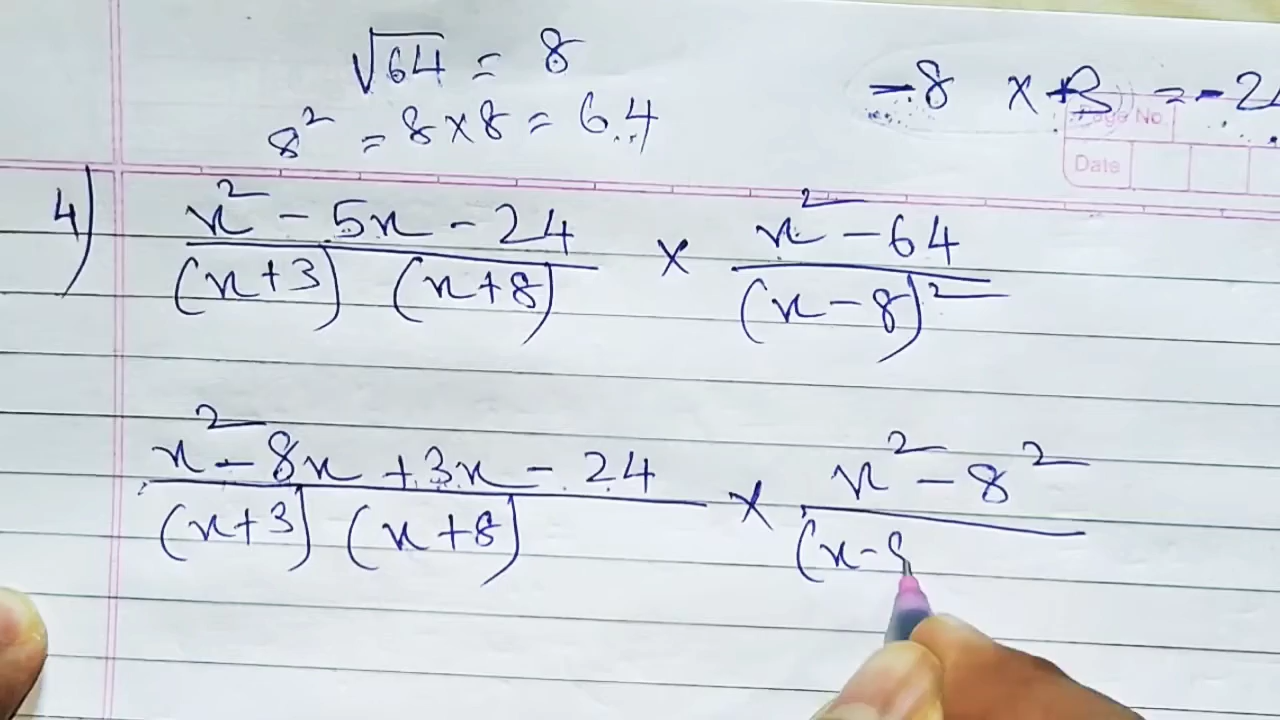 √64 = 8
8² = 8×8 = 64
-8 × +3 = -24
Page No.
Date
4) x² - 5x - 24 / (x+3) (x+8) × x² - 64 / (x-8)²
x² - 8x + 3x - 24 / (x+3) (x+8) × x² - 8² / (x-8